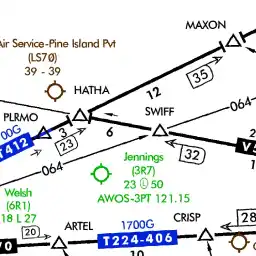 MAXON
Air Service-Pine Island Pvt
(LS70)
39 - 39
HATHA
12
35
PLRMO
00G
T412
3
23
6
SWIFF
064
32
064
Jennings
(3R7)
23 Ⓛ 50
AWOS-3PT 121.15
Welsh
(6R1)
18 L 27
ARTEL
1700G
CRISP
28
20
T224-406
10